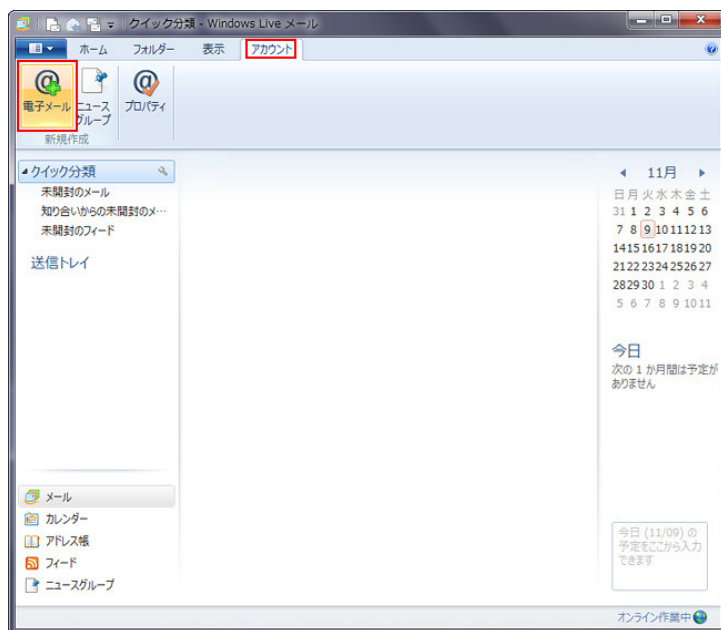 クイック分類 - Windows Live メール
ホーム フォルダー 表示 アカウント
電子メール
ニュース
グループ
プロパティ
新規作成
クイック分類
未開封のメール
知り合いからの未開封のメ…
未開封のフィード
送信トレイ
メール
カレンダー
アドレス帳
フィード
ニュースグループ
11月
日 月 火 水 木 金 土
31 1 2 3 4 5 6
7 8 9 10 11 12 13
14 15 16 17 18 19 20
21 22 23 24 25 26 27
28 29 30 1 2 3 4
5 6 7 8 9 10 11
今日
次の 1 か月間は予定が
ありません
今日 (11/09) の
予定をここから入力
できます
オンライン作業中